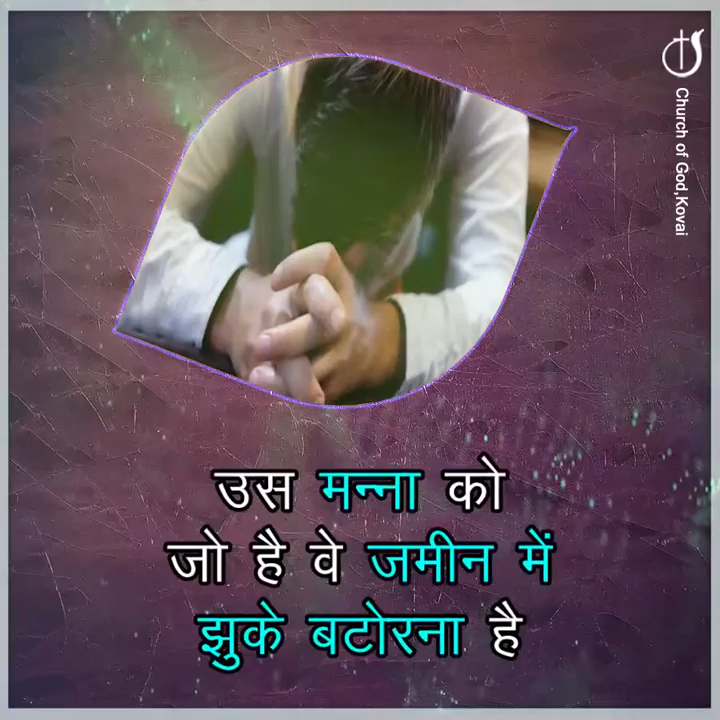 Church of God,Kovai
उस मन्ना को
जो है वे जमीन में
झुके बटोरना है